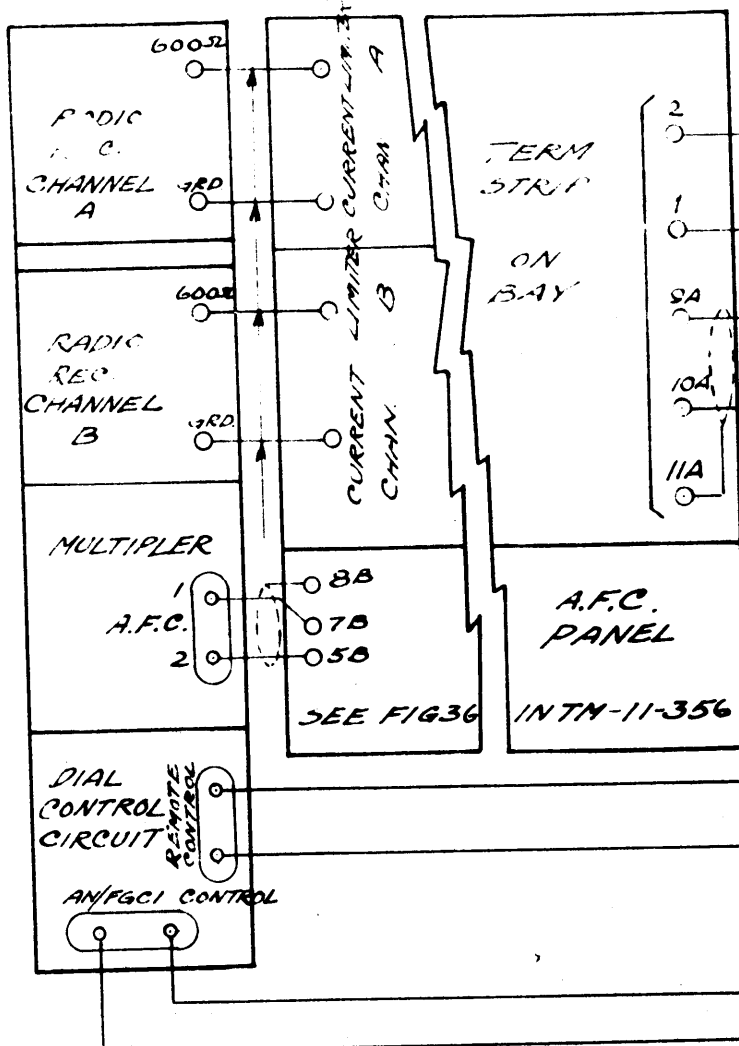 600Ω
CHANNEL
A
GRD
CURRENT LIM.
CHAN A
TERM
STRIP
ON
BAY
2
1
9A
10A
11A
600Ω
RADIO
REC.
CHANNEL
B
GRD.
CURRENT LIMITER
CHAN. B
MULTIPLER
1
A.F.C.
2
8B
7B
5B
SEE FIG36
A.F.C.
PANEL
IN TM-11-356
DIAL
CONTROL
CIRCUIT
REMOTE
CONTROL
AN/FGC1 CONTROL